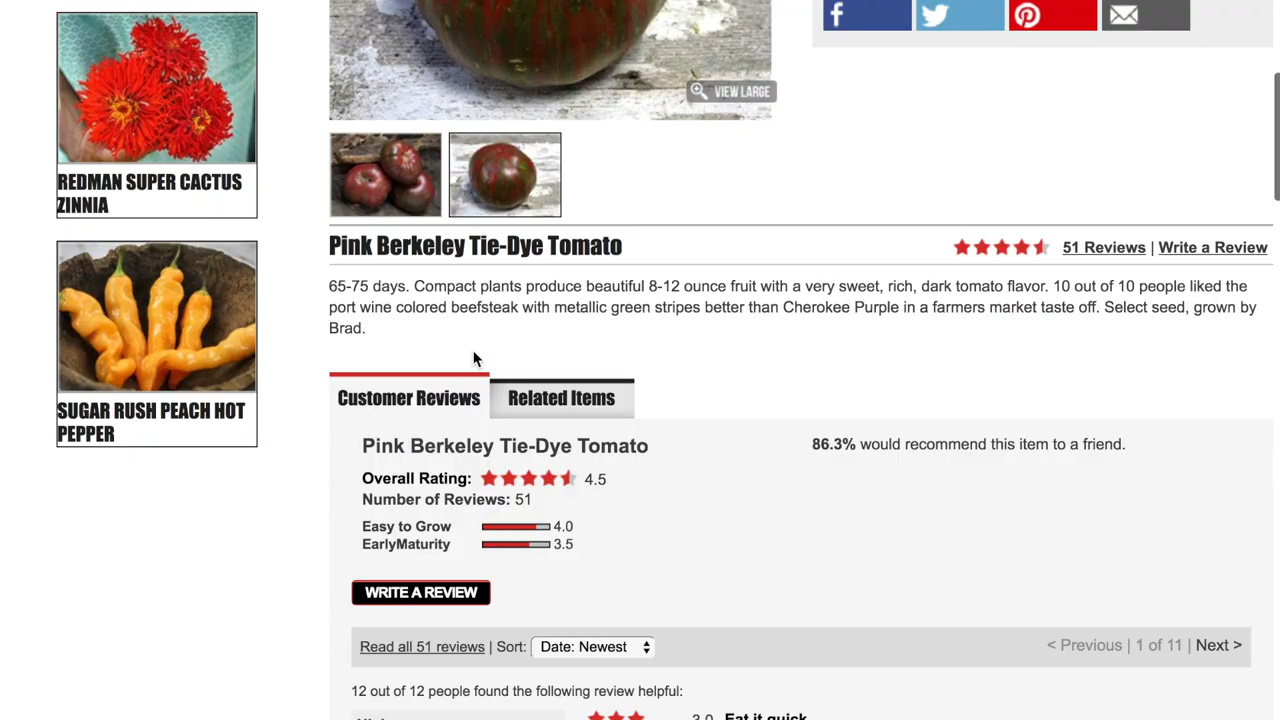 VIEW LARGE
REDMAN SUPER CACTUS
ZINNIA
SUGAR RUSH PEACH HOT
PEPPER
Pink Berkeley Tie-Dye Tomato
51 Reviews | Write a Review
65-75 days. Compact plants produce beautiful 8-12 ounce fruit with a very sweet, rich, dark tomato flavor. 10 out of 10 people liked the
port wine colored beefsteak with metallic green stripes better than Cherokee Purple in a farmers market taste off. Select seed, grown by
Brad.
Customer Reviews
Related Items
Pink Berkeley Tie-Dye Tomato
86.3% would recommend this item to a friend.
Overall Rating: 4.5
Number of Reviews: 51
Easy to Grow 4.0
EarlyMaturity 3.5
WRITE A REVIEW
Read all 51 reviews | Sort: Date: Newest
< Previous | 1 of 11 | Next >
12 out of 12 people found the following review helpful:
3.0 Eat it quick